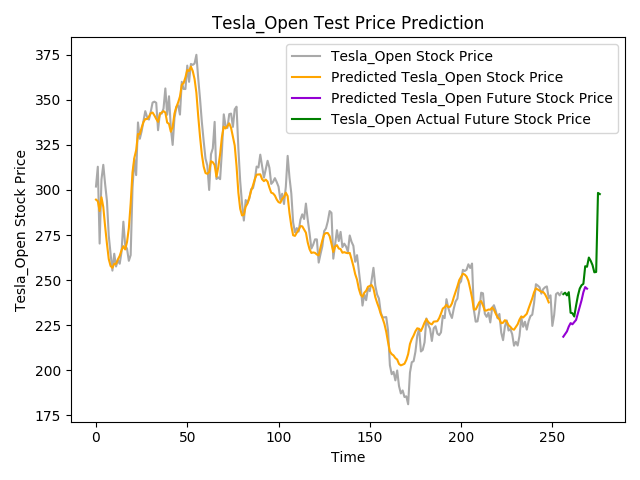 Tesla_Open Test Price Prediction
Tesla_Open Stock Price
Predicted Tesla_Open Stock Price
Predicted Tesla_Open Future Stock Price
Tesla_Open Actual Future Stock Price
Tesla_Open Stock Price
375
350
325
300
275
250
225
200
175
0
50
100
150
200
250
Time